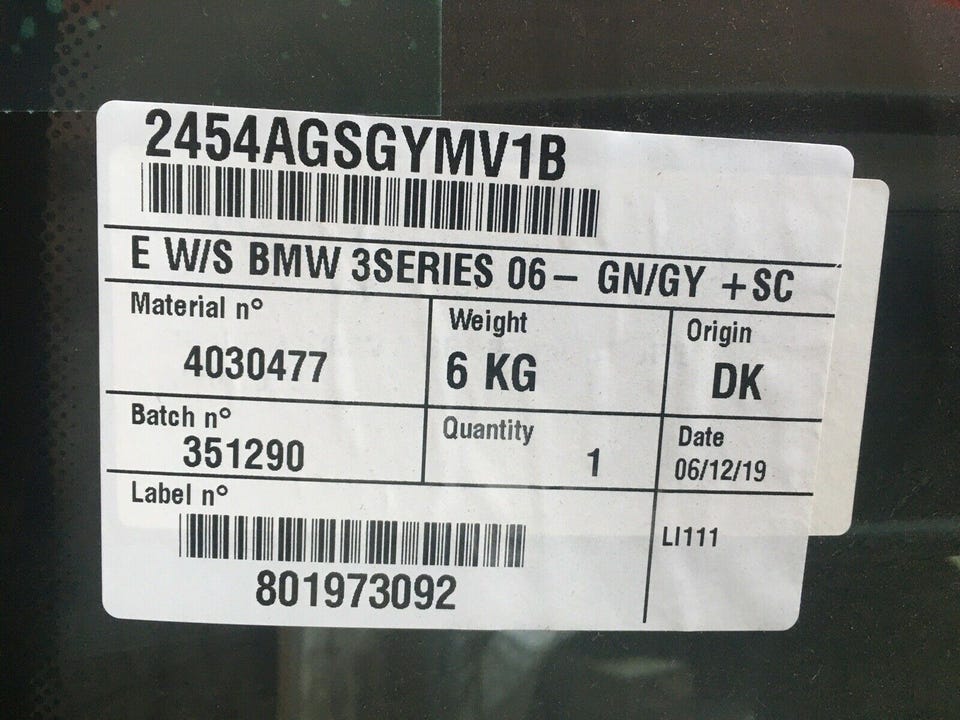 2454AGSGYMV1B
E W/S BMW 3SERIES 06- GN/GY +SC
Material n°
4030477
Weight
6 KG
Origin
DK
Batch n°
351290
Quantity
1
Date
06/12/19
Label n°
801973092
LI111